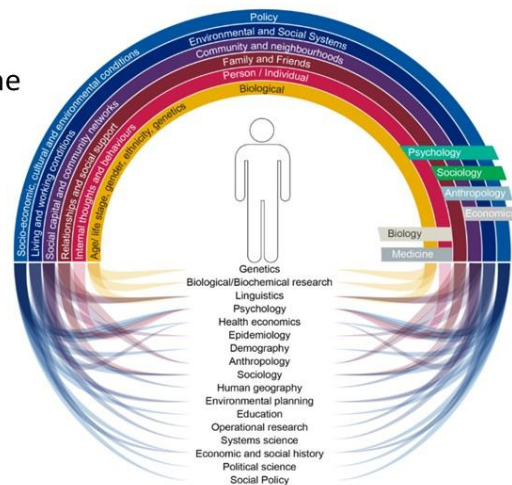 ne
Policy
Environmental and Social Systems
Community and neighbourhoods
Family and Friends
Person / Individual
Biological
Socio-economic, cultural and environmental conditions
Living and working conditions
Social capital and community networks
Relationships and social support
Internal thoughts and behaviours
Age/ life stage, gender, ethnicity, genetics
Psychology
Sociology
Anthropology
Economic
Biology
Medicine
Genetics
Biological/Biochemical research
Linguistics
Psychology
Health economics
Epidemiology
Demography
Anthropology
Sociology
Human geography
Environmental planning
Education
Operational research
Systems science
Economic and social history
Political science
Social Policy